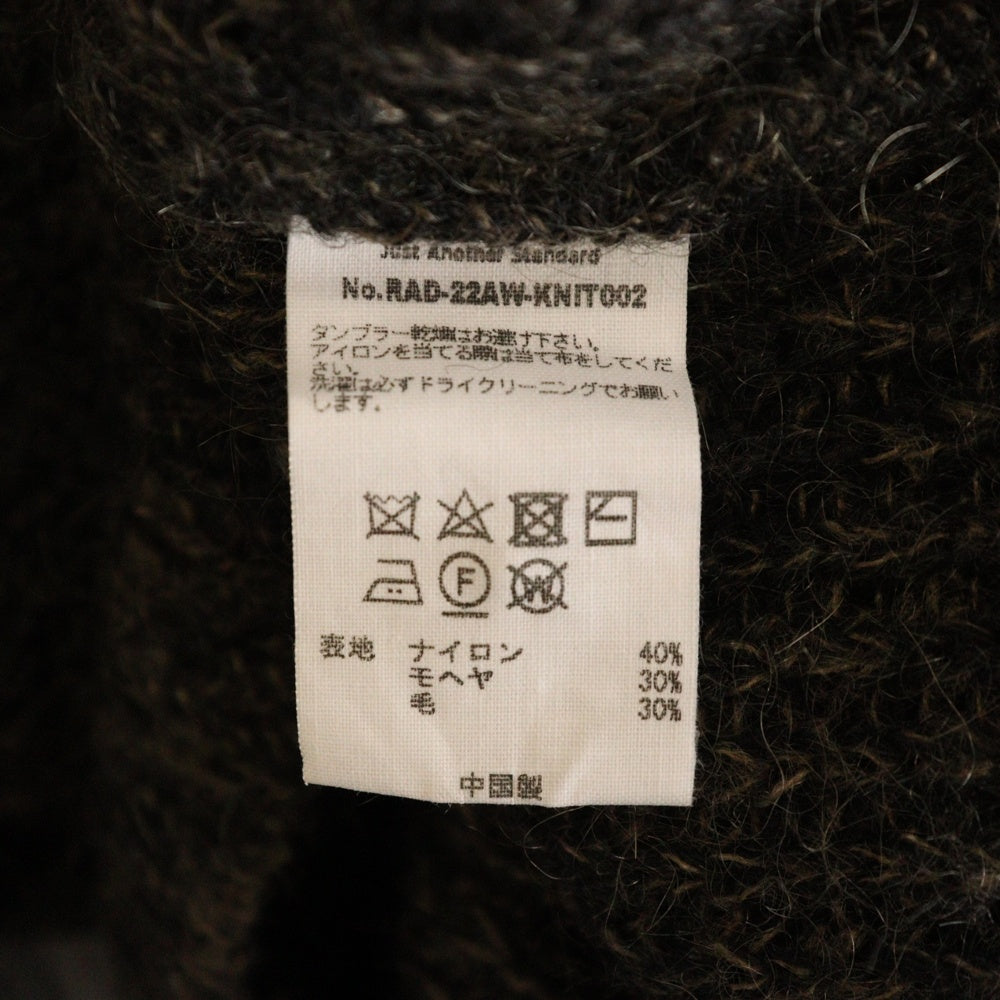 Just Another Standard
No.RAD-22AW-KNIT002
タンブラー乾燥はお避け下さい。
アイロンを当てる際は当て布をしてくだ
さい。
洗濯は必ずドライクリーニングでお願い
します。
F
W
表地 ナイロン 40%
モヘヤ 30%
毛 30%
中国製